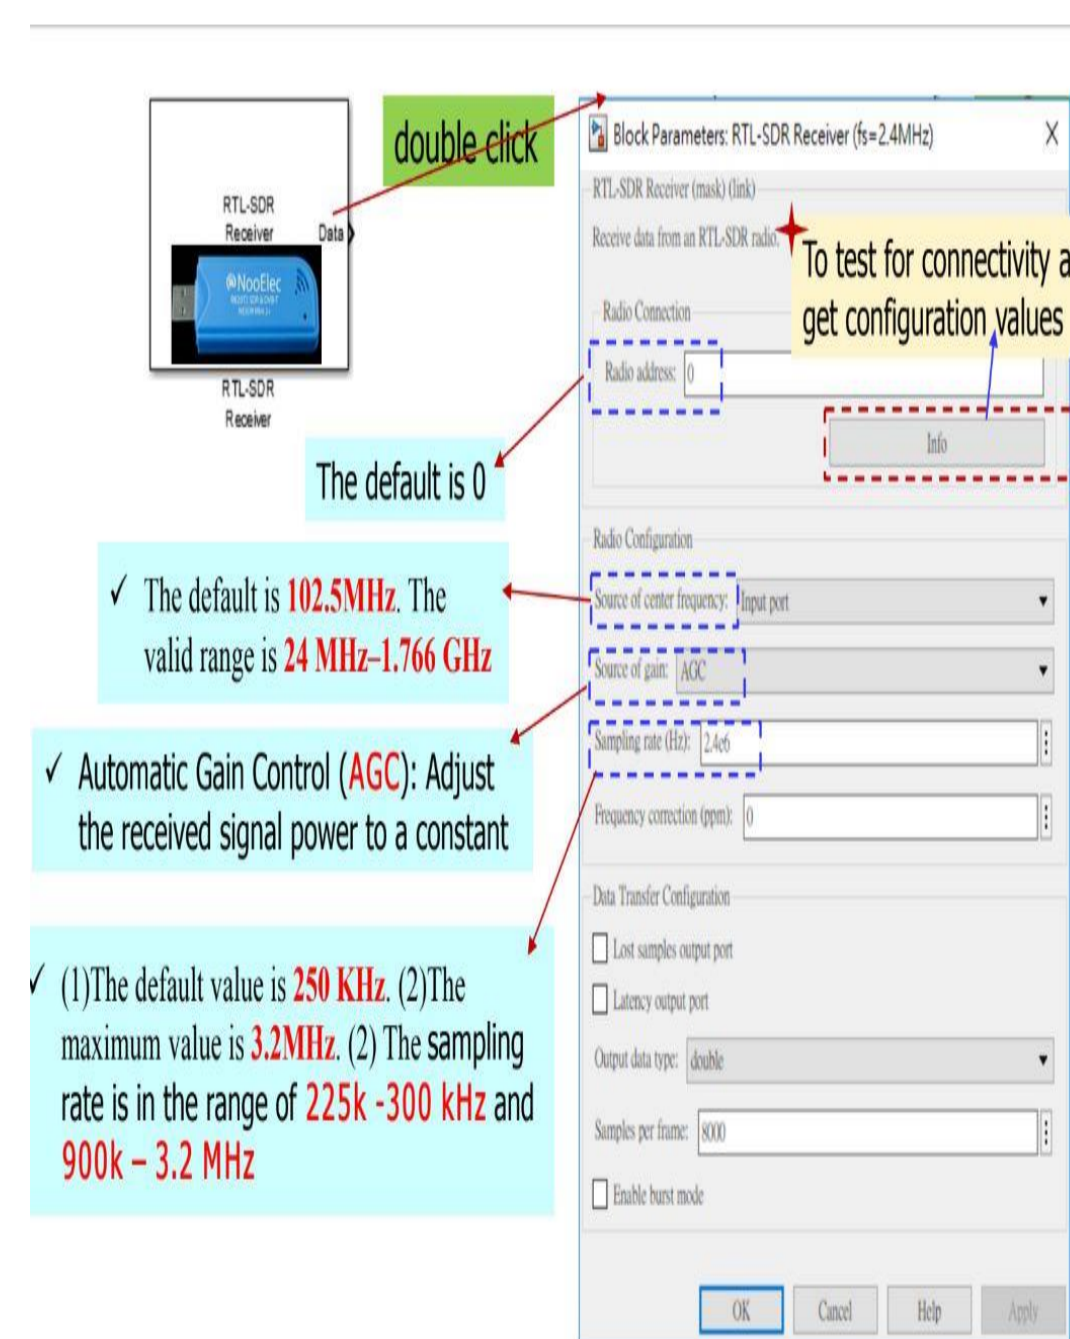 double click
RTL-SDR
Receiver
Data
NooElec
RTL-SDR
Receiver
The default is 0
✓ The default is 102.5MHz. The
valid range is 24 MHz–1.766 GHz
✓ Automatic Gain Control (AGC): Adjust
the received signal power to a constant
✓ (1)The default value is 250 KHz. (2)The
maximum value is 3.2MHz. (2) The sampling
rate is in the range of 225k -300 kHz and
900k – 3.2 MHz
Block Parameters: RTL-SDR Receiver (fs=2.4MHz)
RTL-SDR Receiver (mask) (link)
Receive data from an RTL-SDR radio.
To test for connectivity a
get configuration values
Radio Connection
Radio address: 0
Info
Radio Configuration
Source of center frequency: Input port
Source of gain: AGC
Sampling rate (Hz): 2.4e6
Frequency correction (ppm): 0
Data Transfer Configuration
Lost samples output port
Latency output port
Output data type: double
Samples per frame: 8000
Enable burst mode
OK Cancel Help Apply